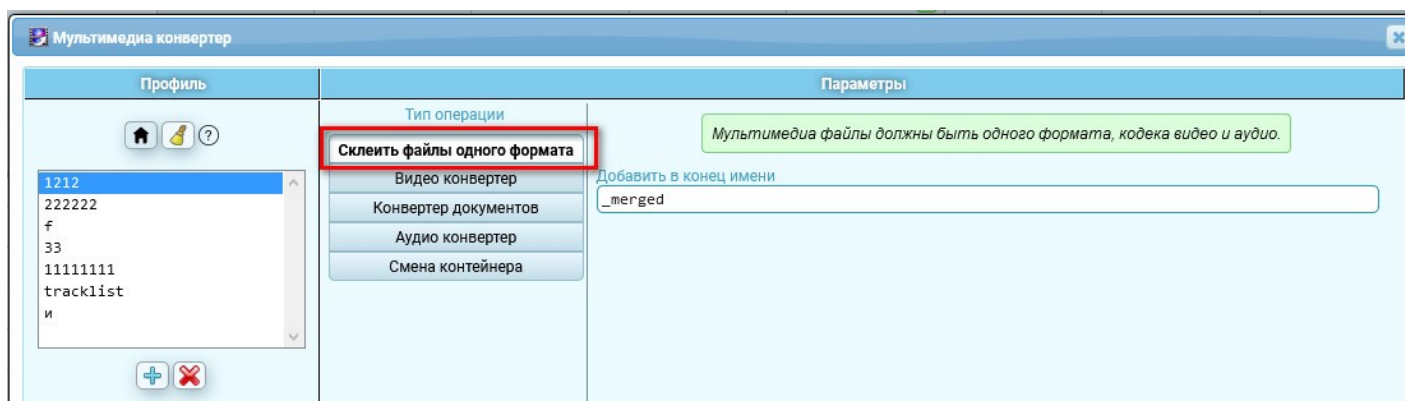 Мультимедиа конвертер
Профиль
Параметры
?
1212
222222
f
33
11111111
tracklist
и
Тип операции
Склеить файлы одного формата
Видео конвертер
Конвертер документов
Аудио конвертер
Смена контейнера
Мультимедиа файлы должны быть одного формата, кодека видео и аудио.
Добавить в конец имени
_merged